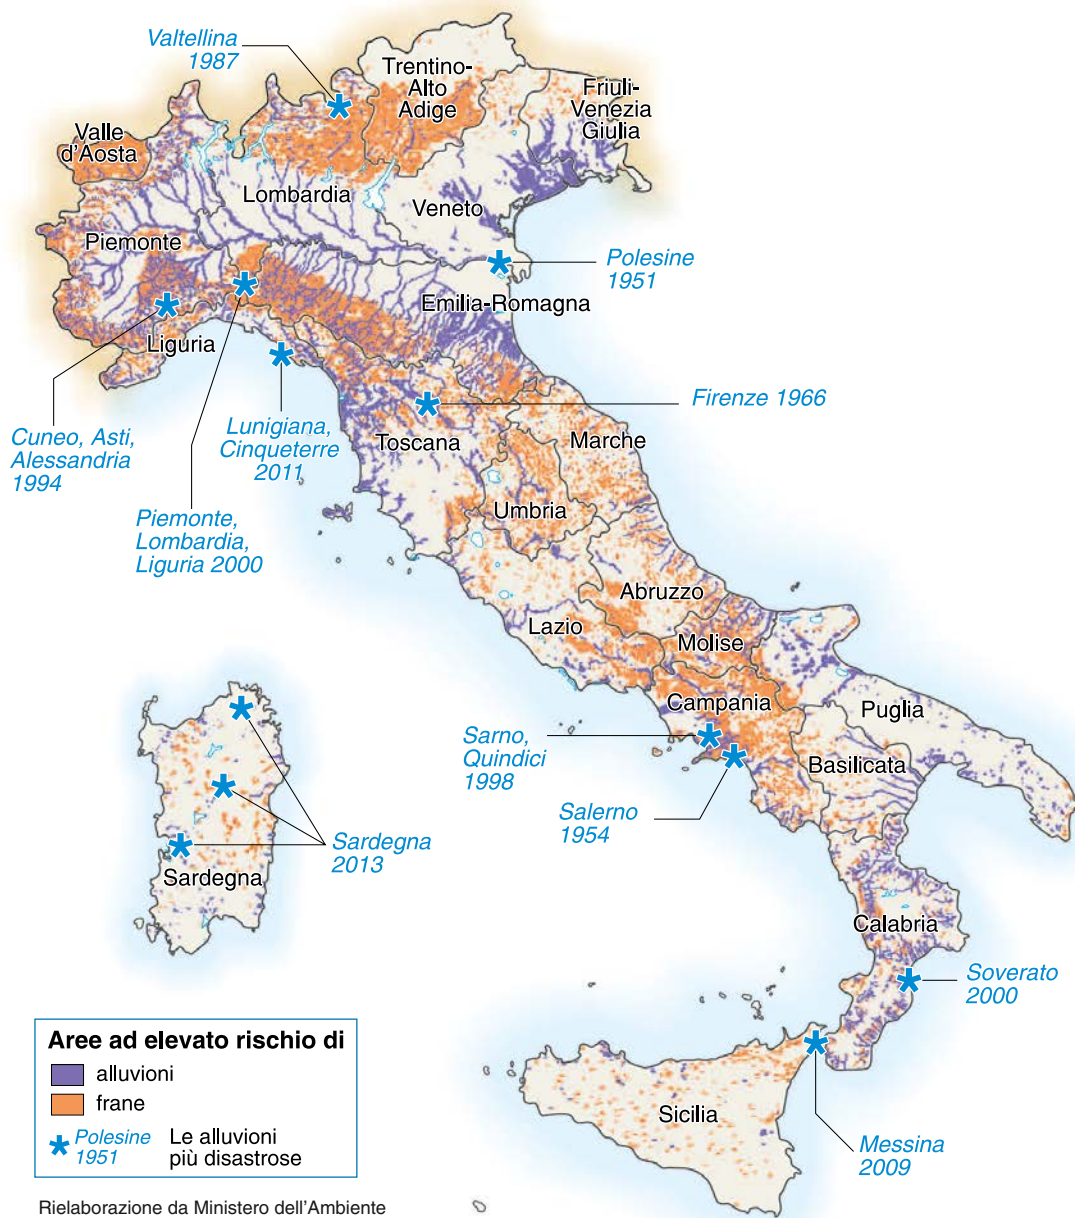 Valtellina
1987
Trentino-
Alto
Adige
Friuli-
Venezia
Giulia
Valle
d'Aosta
Lombardia
Veneto
Piemonte
Polesine
1951
Emilia-Romagna
Liguria
Firenze 1966
Cuneo, Asti,
Alessandria
1994
Lunigiana,
Cinqueterre
2011
Toscana
Marche
Piemonte,
Lombardia,
Liguria 2000
Umbria
Abruzzo
Lazio
Molise
Campania
Puglia
Sarno,
Quindici
1998
Basilicata
Salerno
1954
Sardegna
2013
Sardegna
Calabria
Soverato
2000
Sicilia
Messina
2009
Aree ad elevato rischio di
alluvioni
frane
Polesine
1951
Le alluvioni
più disastrose
Rielaborazione da Ministero dell'Ambiente